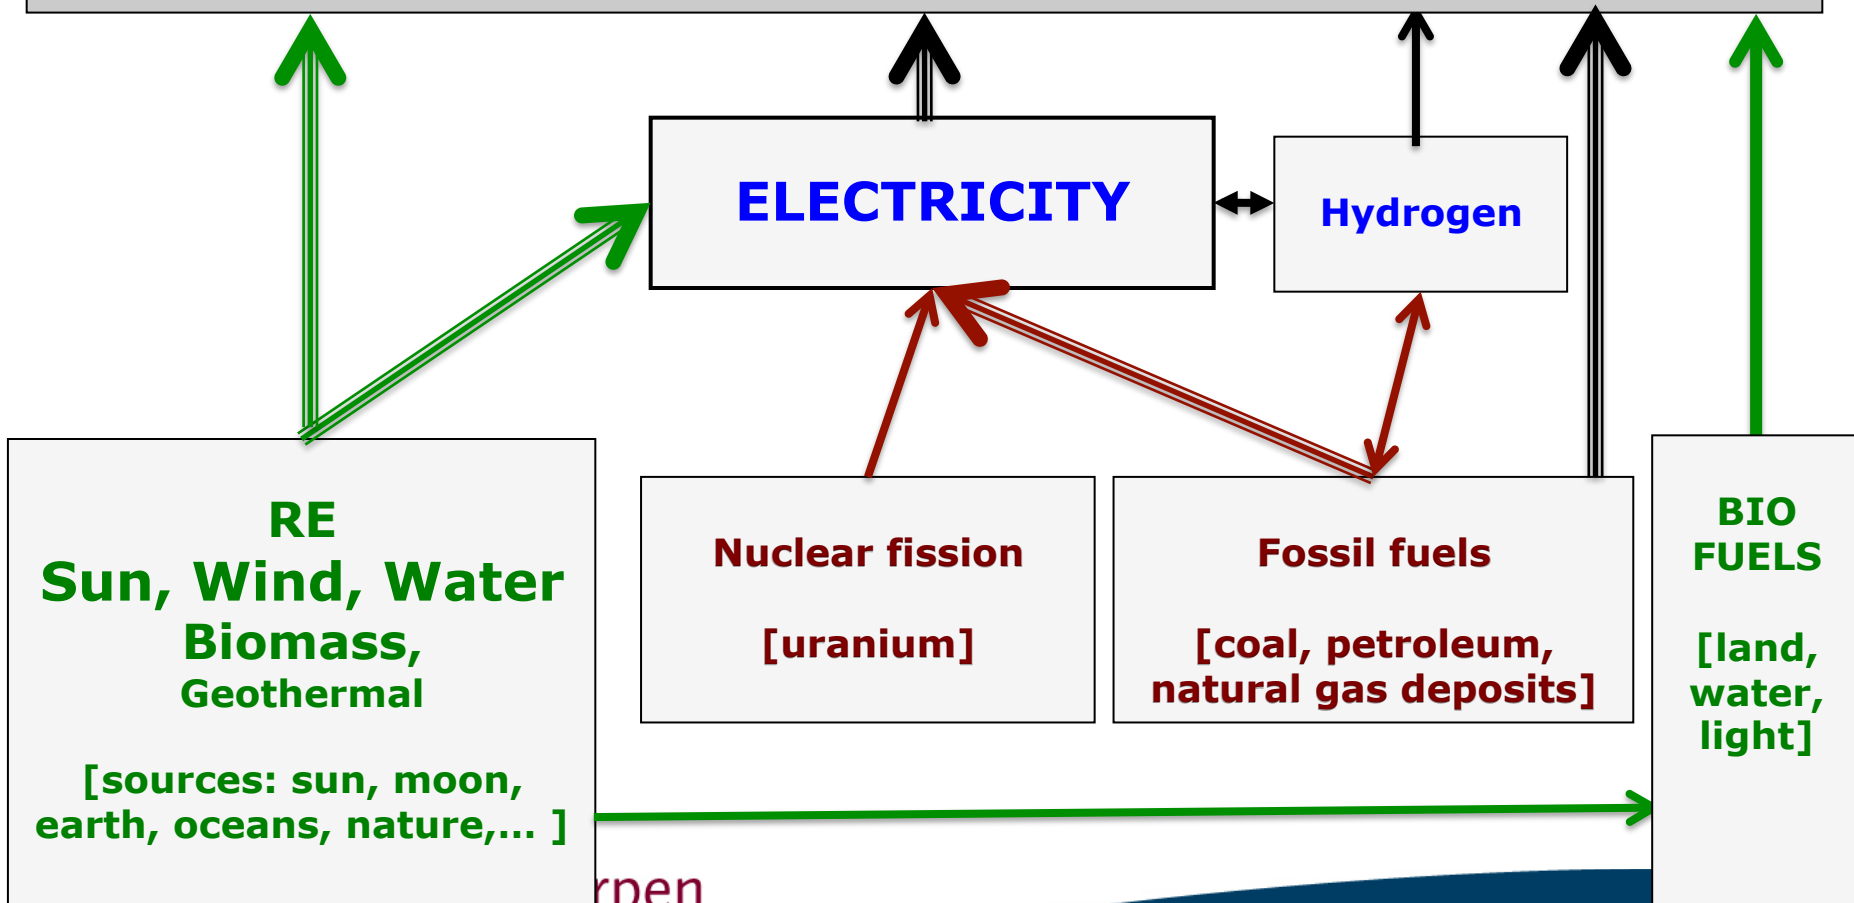 ELECTRICITY
Hydrogen
RE
Sun, Wind, Water
Biomass,
Geothermal
[sources: sun, moon,
earth, oceans, nature,... ]
Nuclear fission
[uranium]
Fossil fuels
[coal, petroleum,
natural gas deposits]
BIO
FUELS
[land,
water,
light]
rpen